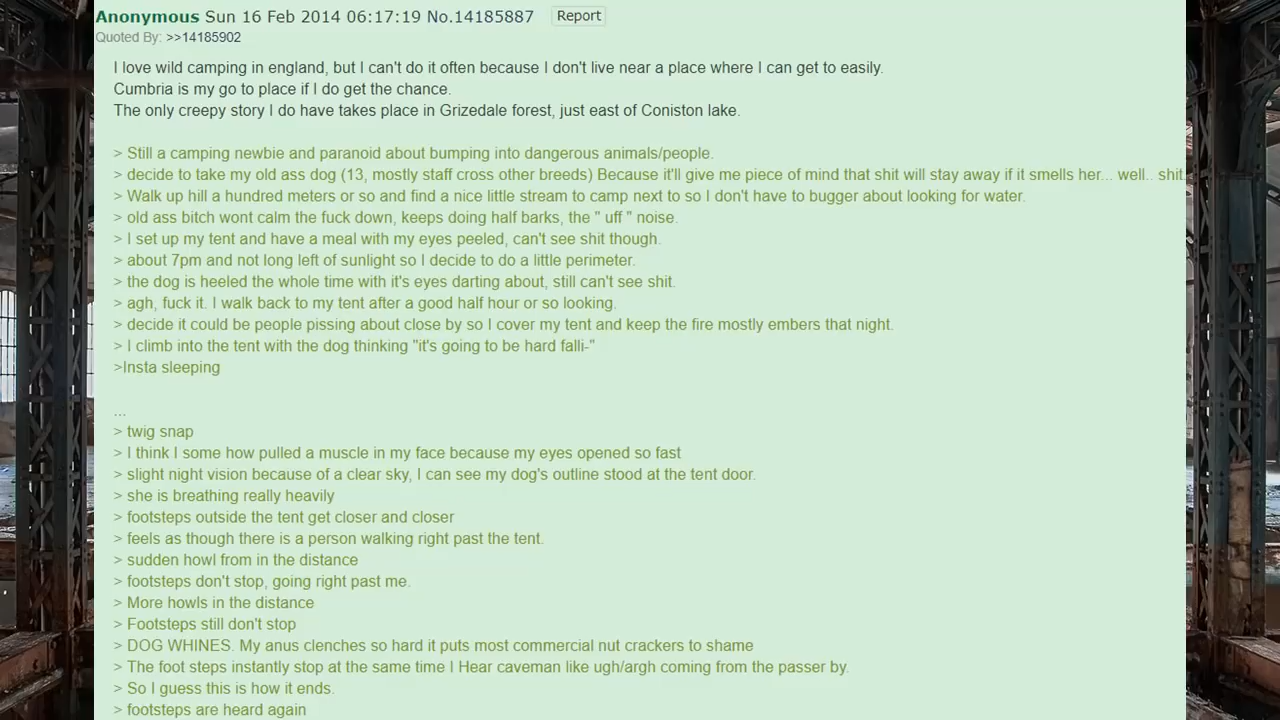 Anonymous Sun 16 Feb 2014 06:17:19 No.14185887 Report
Quoted By: >>14185902
I love wild camping in england, but I can't do it often because I don't live near a place where I can get to easily.
Cumbria is my go to place if I do get the chance.
The only creepy story I do have takes place in Grizedale forest, just east of Coniston lake.
> Still a camping newbie and paranoid about bumping into dangerous animals/people.
> decide to take my old ass dog (13, mostly staff cross other breeds) Because it'll give me piece of mind that shit will stay away if it smells her... well.. shit.
> Walk up hill a hundred meters or so and find a nice little stream to camp next to so I don't have to bugger about looking for water.
> old ass bitch wont calm the fuck down, keeps doing half barks, the " uff " noise.
> I set up my tent and have a meal with my eyes peeled, can't see shit though.
> about 7pm and not long left of sunlight so I decide to do a little perimeter.
> the dog is heeled the whole time with it's eyes darting about, still can't see shit.
> agh, fuck it. I walk back to my tent after a good half hour or so looking.
> decide it could be people pissing about close by so I cover my tent and keep the fire mostly embers that night.
> I climb into the tent with the dog thinking "it's going to be hard falli-"
>Insta sleeping
...
> twig snap
> I think I some how pulled a muscle in my face because my eyes opened so fast
> slight night vision because of a clear sky, I can see my dog's outline stood at the tent door.
> she is breathing really heavily
> footsteps outside the tent get closer and closer
> feels as though there is a person walking right past the tent.
> sudden howl from in the distance
> footsteps don't stop, going right past me.
> More howls in the distance
> Footsteps still don't stop
> DOG WHINES. My anus clenches so hard it puts most commercial nut crackers to shame
> The foot steps instantly stop at the same time I Hear caveman like ugh/argh coming from the passer by.
> So I guess this is how it ends.
> footsteps are heard again